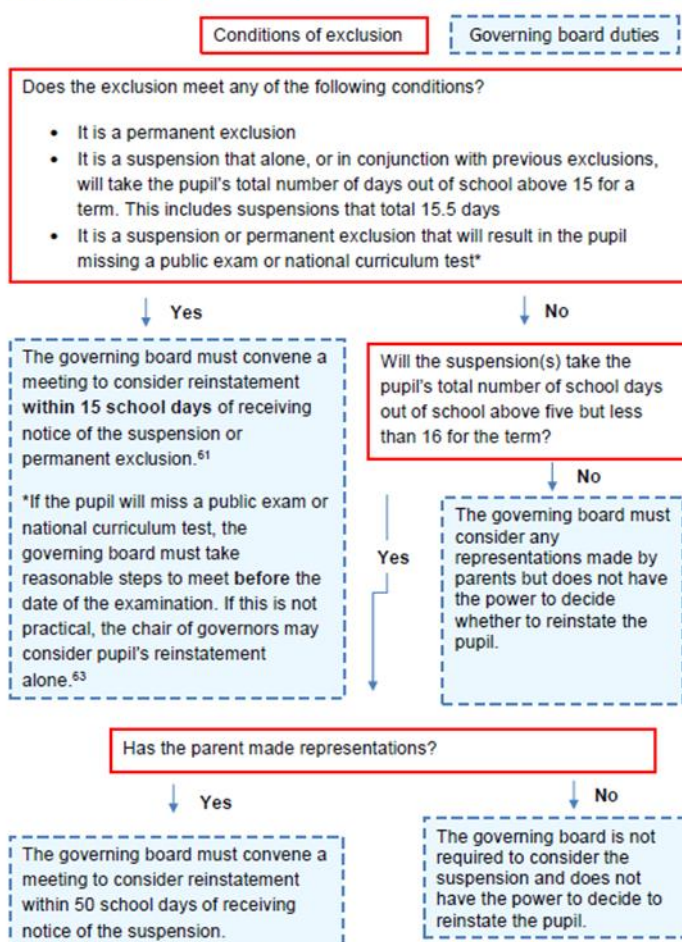 Conditions of exclusion
Governing board duties
Does the exclusion meet any of the following conditions?
• It is a permanent exclusion
• It is a suspension that alone, or in conjunction with previous exclusions,
will take the pupil's total number of days out of school above 15 for a
term. This includes suspensions that total 15.5 days
• It is a suspension or permanent exclusion that will result in the pupil
missing a public exam or national curriculum test*
Yes
No
The governing board must convene a
meeting to consider reinstatement
within 15 school days of receiving
notice of the suspension or
permanent exclusion.⁶¹
*If the pupil will miss a public exam or
national curriculum test, the
governing board must take
reasonable steps to meet before the
date of the examination. If this is not
practical, the chair of governors may
consider pupil's reinstatement
alone.⁶³
Will the suspension(s) take the
pupil's total number of school days
out of school above five but less
than 16 for the term?
Yes
No
The governing board must
consider any
representations made by
parents but does not have
the power to decide
whether to reinstate the
pupil.
Has the parent made representations?
Yes
No
The governing board must convene a
meeting to consider reinstatement
within 50 school days of receiving
notice of the suspension.
The governing board is not
required to consider the
suspension and does not
have the power to decide to
reinstate the pupil.